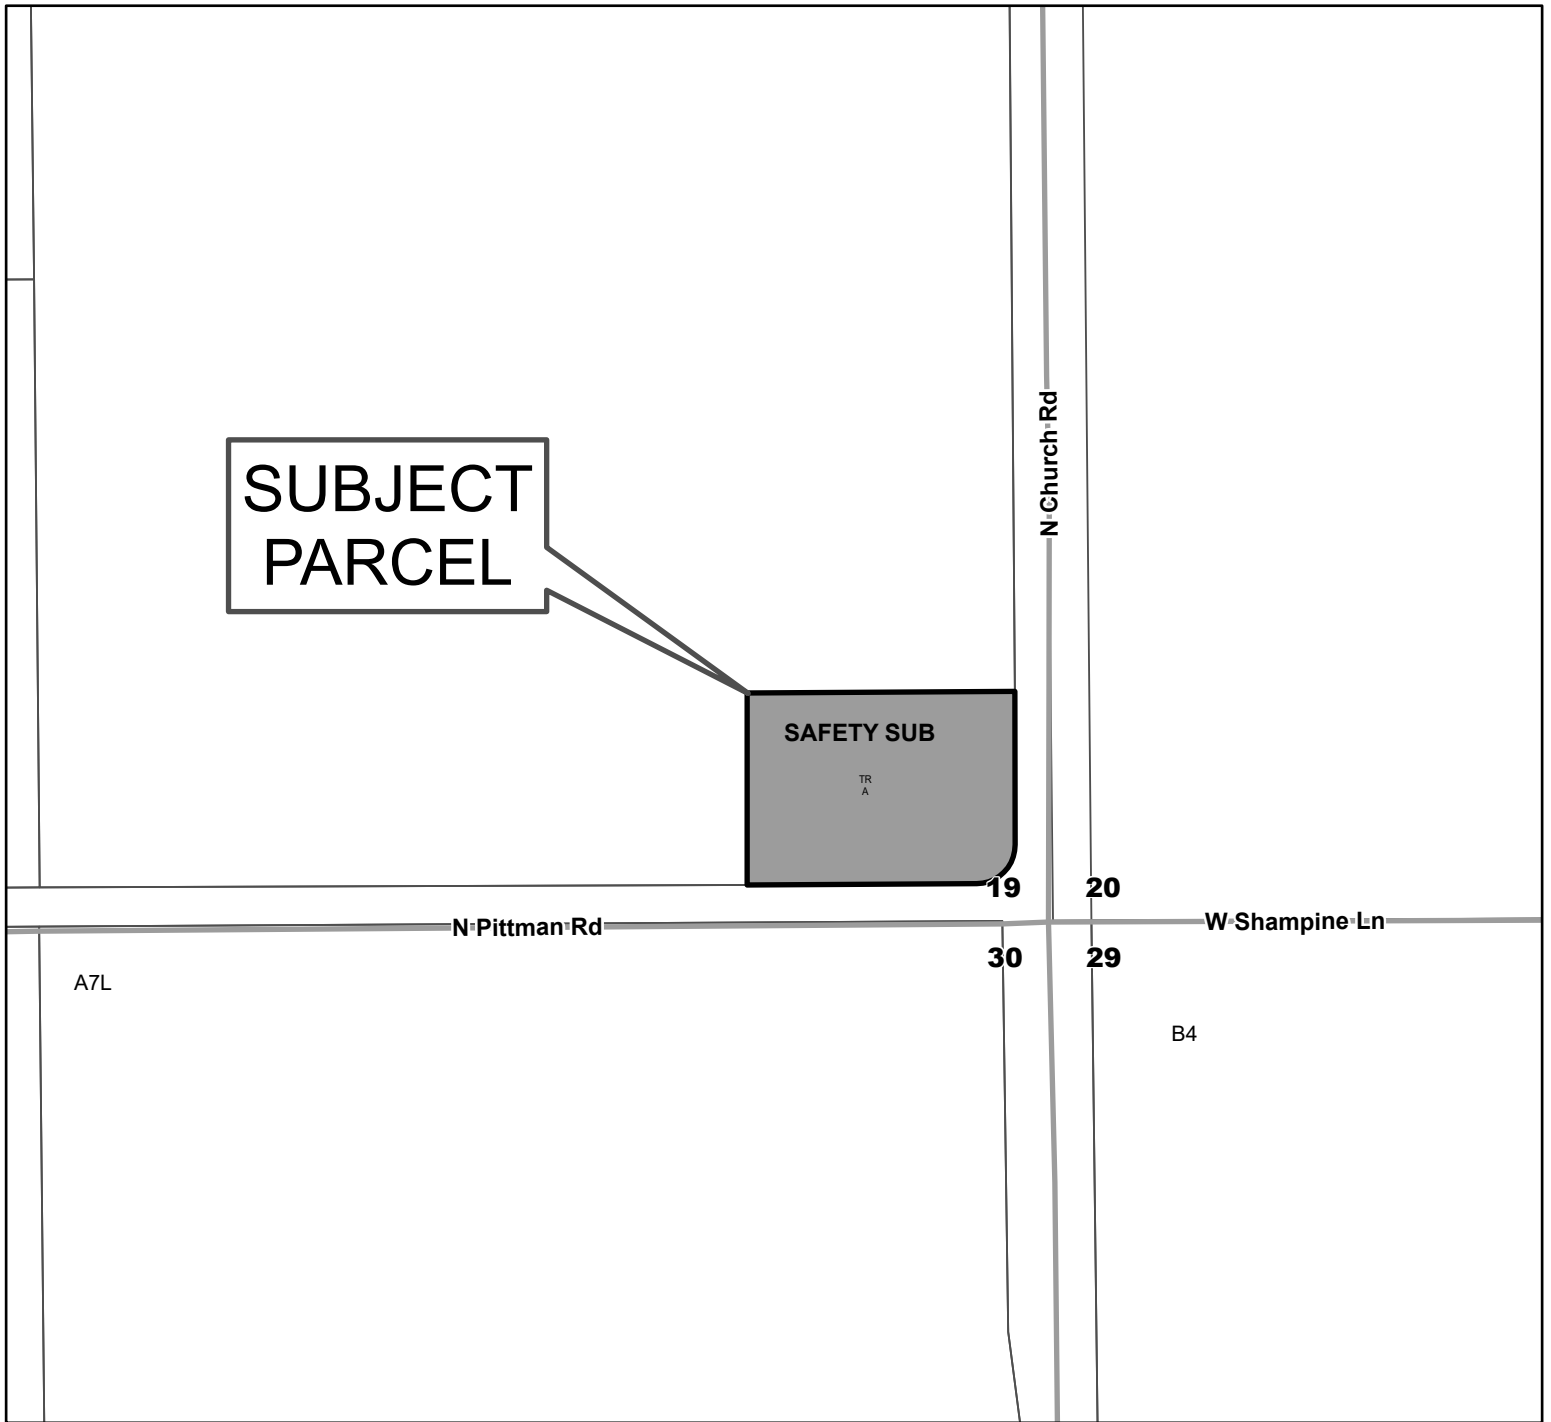 N Church Rd
SUBJECT
PARCEL
SAFETY SUB
TR
A
19
20
N Pittman Rd
W Shampine Ln
30
29
A7L
B4